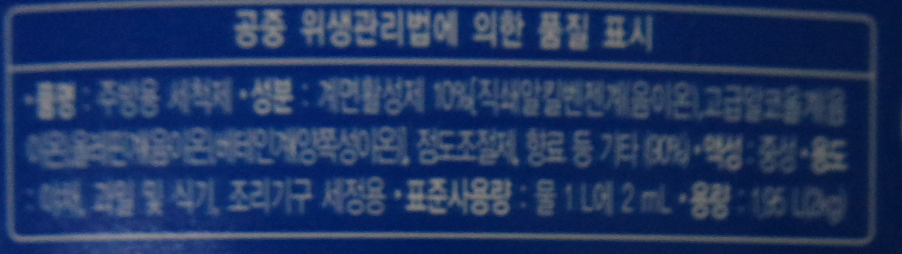 공중 위생관리법에 의한 품질 표시
•품명 : 주방용 세척제 •성분 : 계면활성제 10%(직쇄알킬벤젠계(음이온),고급알코올계음
이온,올레핀계음이온,베타인계양쪽성이온), 점도조절제, 향료 등 기타 (90%) •액성 : 중성 •용도
: 야채, 과일 및 식기, 조리기구 세정용 •표준사용량 : 물 1 L에 2 mL •용량 : 1.95 L(2kg)